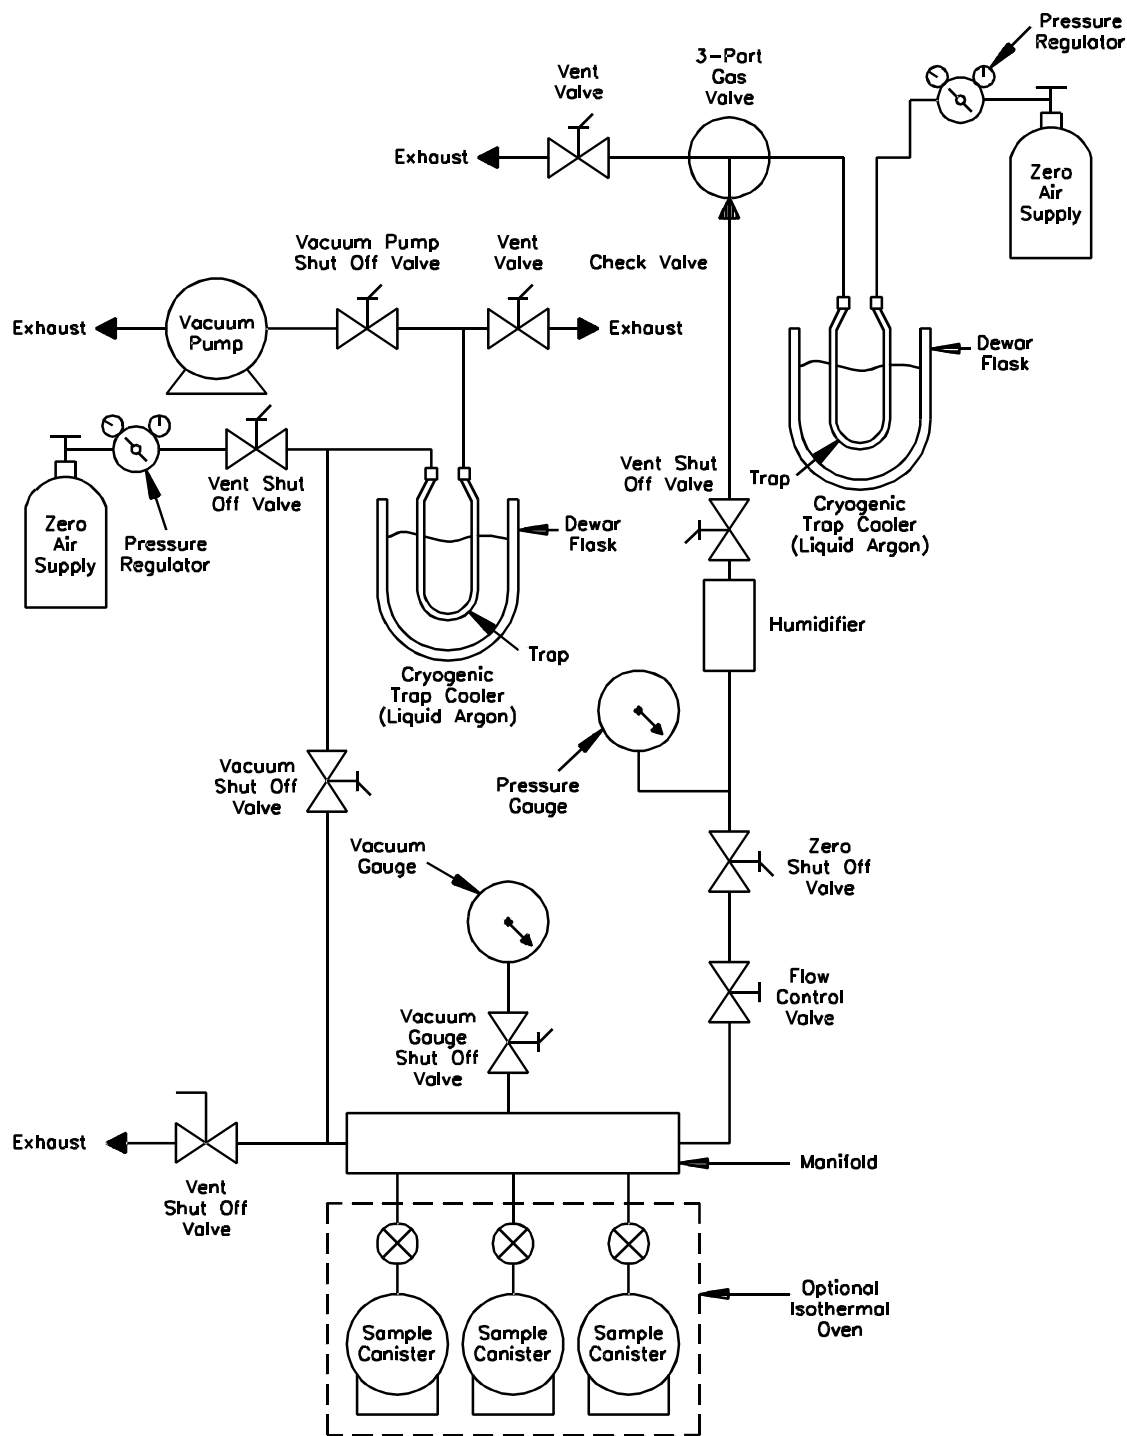 Pressure
Regulator
3-Part
Gas
Valve
Vent
Valve
Exhaust
Zero
Air
Supply
Vacuum Pump
Shut Off Valve
Vent
Valve
Check Valve
Exhaust
Vacuum
Pump
Exhaust
Dewar
Flask
Trap
Cryogenic
Trap Cooler
(Liquid Argon)
Vent Shut
Off Valve
Vent Shut
Off Valve
Zero
Air
Supply
Pressure
Regulator
Dewar
Flask
Trap
Cryogenic
Trap Cooler
(Liquid Argon)
Humidifier
Pressure
Gauge
Vacuum
Shut Off
Valve
Vacuum
Gauge
Zero
Shut Off
Valve
Flow
Control
Valve
Vacuum
Gauge
Shut Off
Valve
Exhaust
Vent
Shut Off
Valve
Manifold
Optional
Isothermal
Oven
Sample
Canister
Sample
Canister
Sample
Canister